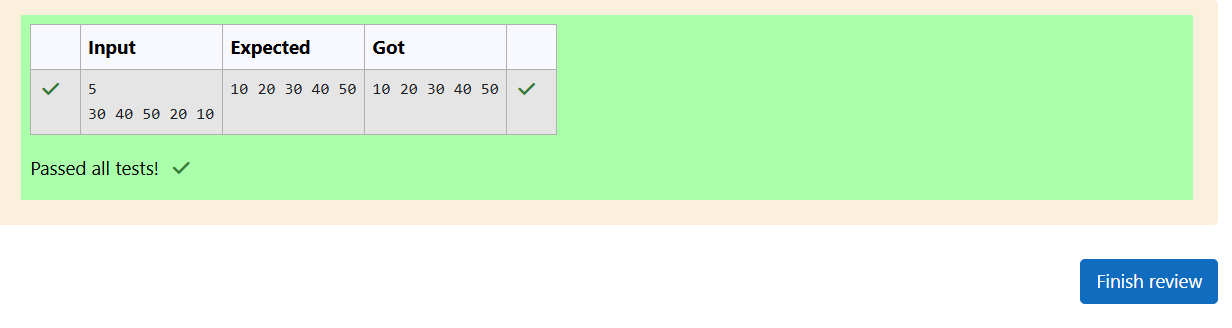 Input Expected Got
5 10 20 30 40 50 10 20 30 40 50
30 40 50 20 10
Passed all tests!
Finish review